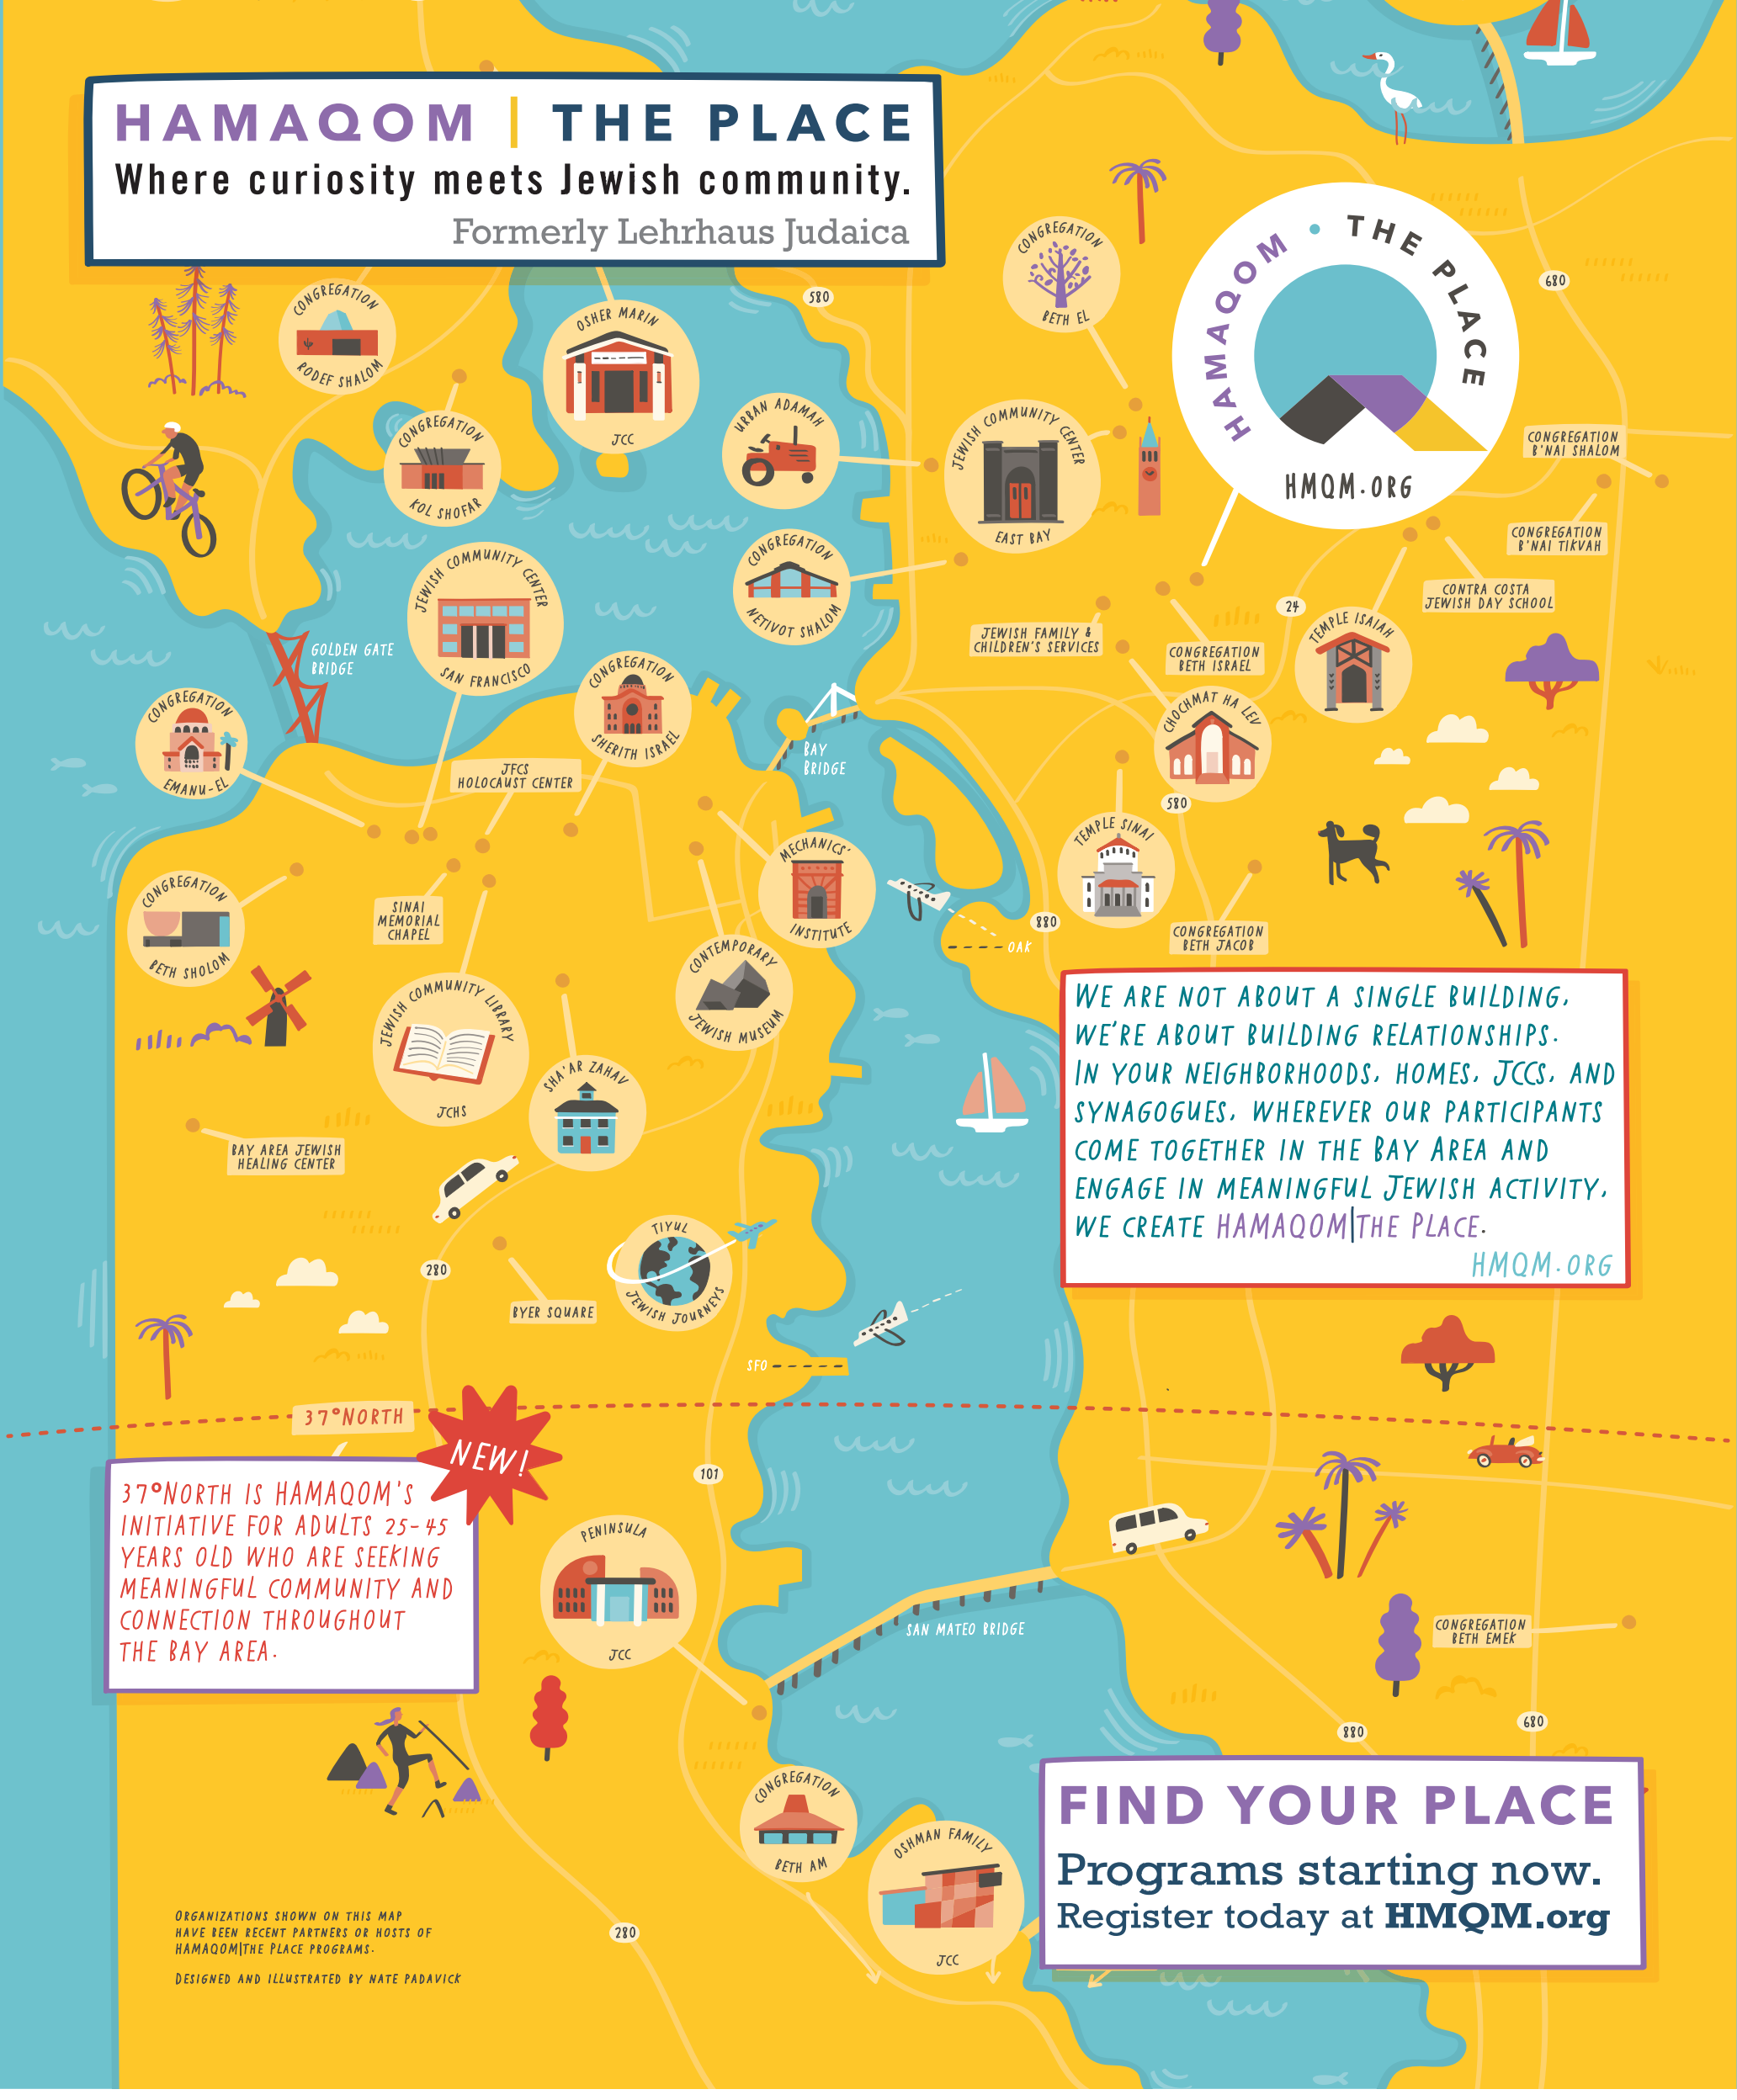 HAMAQOM | THE PLACE
Where curiosity meets Jewish community.
Formerly Lehrhaus Judaica
CONGREGATION
RODEF SHALOM
OSHER MARIN
JCC
580
CONGREGATION
BETH EL
HAMAQOM • THE PLACE
HMQM.ORG
680
CONGREGATION
KOL SHOFAR
URBAN ADAMAH
JEWISH COMMUNITY CENTER
EAST BAY
CONGREGATION
B'NAI SHALOM
CONGREGATION
B'NAI TIKVAH
CONTRA COSTA
JEWISH DAY SCHOOL
JEWISH COMMUNITY CENTER
SAN FRANCISCO
CONGREGATION
NETIVOT SHALOM
24
JEWISH FAMILY &
CHILDREN'S SERVICES
CONGREGATION
BETH ISRAEL
TEMPLE ISAIAH
GOLDEN GATE
BRIDGE
CONGREGATION
SHERITH ISRAEL
CONGREGATION
EMANU-EL
JFCS
HOLOCAUST CENTER
BAY
BRIDGE
CHOCHMAT HA LEV
580
TEMPLE SINAI
MECHANICS'
INSTITUTE
CONGREGATION
BETH SHOLOM
SINAI
MEMORIAL
CHAPEL
880
OAK
CONGREGATION
BETH JACOB
CONTEMPORARY
JEWISH MUSEUM
JEWISH COMMUNITY LIBRARY
JCHS
SHA'AR ZAHAV
WE ARE NOT ABOUT A SINGLE BUILDING,
WE'RE ABOUT BUILDING RELATIONSHIPS.
IN YOUR NEIGHBORHOODS, HOMES, JCCS, AND
SYNAGOGUES, WHEREVER OUR PARTICIPANTS
COME TOGETHER IN THE BAY AREA AND
ENGAGE IN MEANINGFUL JEWISH ACTIVITY,
WE CREATE HAMAQOM|THE PLACE.
HMQM.ORG
BAY AREA JEWISH
HEALING CENTER
280
BYER SQUARE
TIYUL
JEWISH JOURNEYS
SFO
37°NORTH
NEW!
37°NORTH IS HAMAQOM'S
INITIATIVE FOR ADULTS 25-45
YEARS OLD WHO ARE SEEKING
MEANINGFUL COMMUNITY AND
CONNECTION THROUGHOUT
THE BAY AREA.
101
PENINSULA
JCC
SAN MATEO BRIDGE
CONGREGATION
BETH EMEK
880
680
CONGREGATION
BETH AM
OSHMAN FAMILY
JCC
FIND YOUR PLACE
Programs starting now.
Register today at HMQM.org
280
ORGANIZATIONS SHOWN ON THIS MAP
HAVE BEEN RECENT PARTNERS OR HOSTS OF
HAMAQOM|THE PLACE PROGRAMS.
DESIGNED AND ILLUSTRATED BY NATE PADAVICK